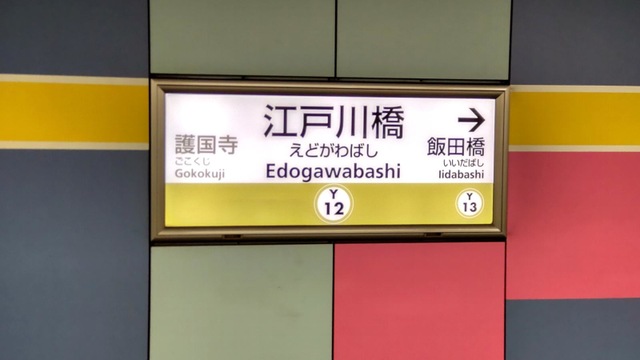 護国寺
ごこくじ
Gokokuji
江戸川橋
えどがわばし
Edogawabashi
Y
12
→
飯田橋
いいだばし
Iidabashi
Y
13